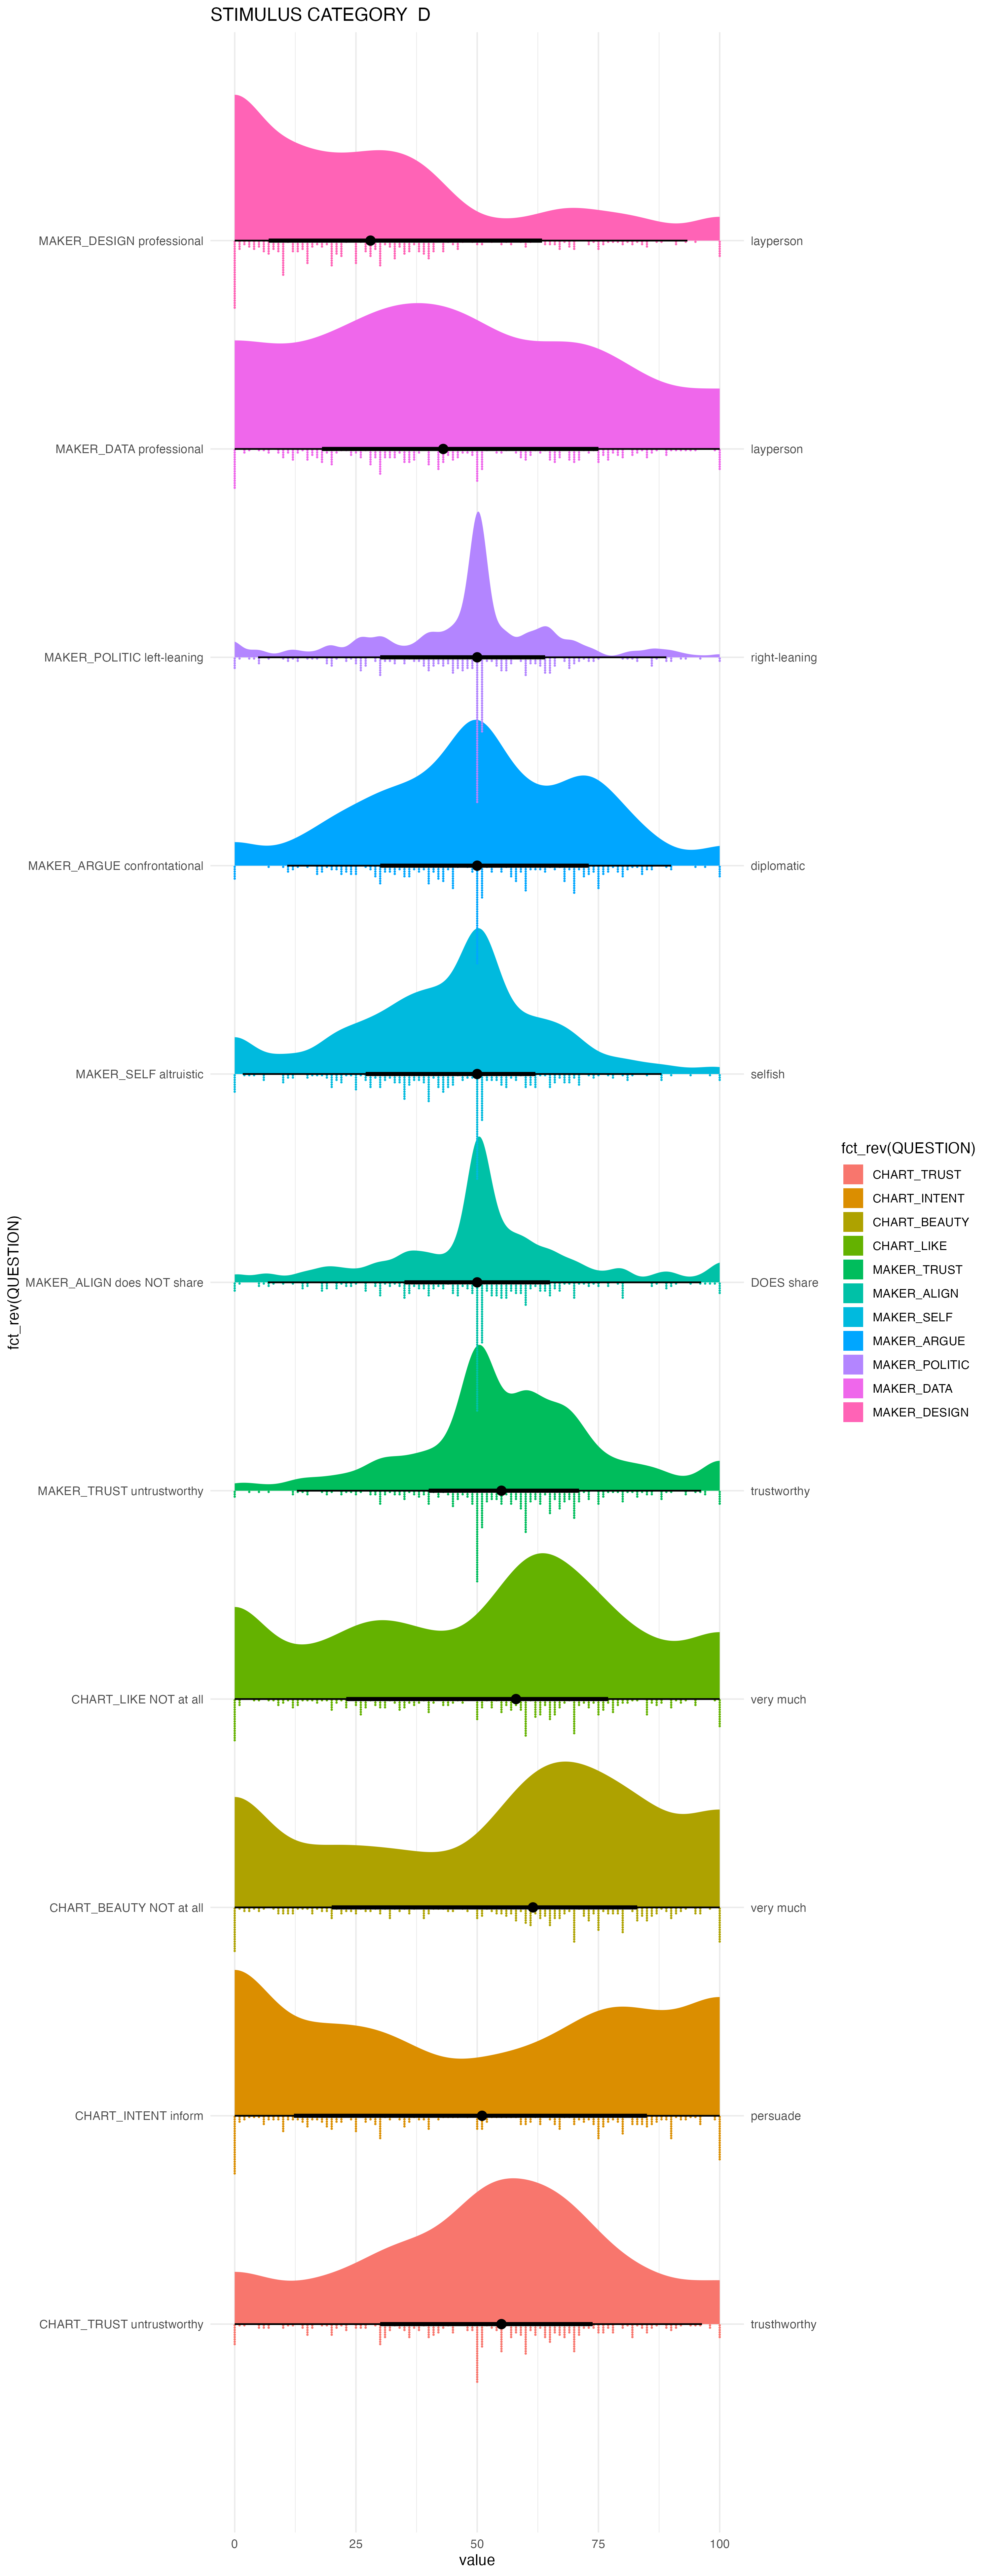 STIMULUS CATEGORY  D
MAKER_DESIGN professional
layperson
MAKER_DATA professional
layperson
MAKER_POLITIC left-leaning
right-leaning
MAKER_ARGUE confrontational
diplomatic
MAKER_SELF altruistic
selfish
MAKER_ALIGN does NOT share
DOES share
MAKER_TRUST untrustworthy
trustworthy
CHART_LIKE NOT at all
very much
CHART_BEAUTY NOT at all
very much
CHART_INTENT inform
persuade
CHART_TRUST untrustworthy
trusthworthy
fct_rev(QUESTION)
0
25
50
75
100
value
fct_rev(QUESTION)
CHART_TRUST
CHART_INTENT
CHART_BEAUTY
CHART_LIKE
MAKER_TRUST
MAKER_ALIGN
MAKER_SELF
MAKER_ARGUE
MAKER_POLITIC
MAKER_DATA
MAKER_DESIGN